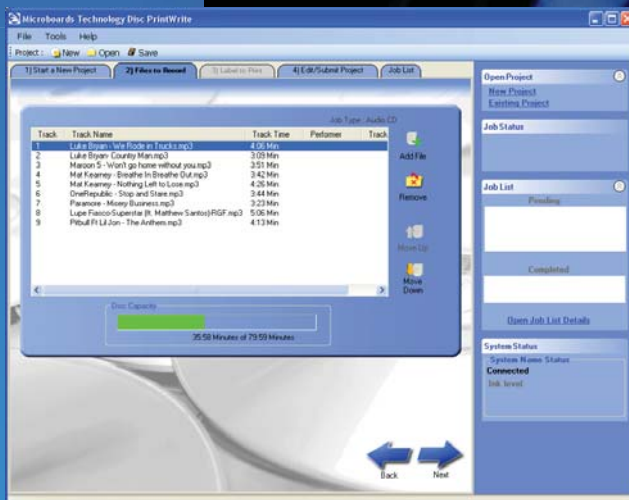 Microboards Technology Disc PrintWrite
File Tools Help
Project : New Open Save
1) Start a New Project 2) Files to Record 3) Label to Print 4) Edit/Submit Project Job List
Job Type : Audio CD
Track Track Name Track Time Perfomer Track
1 Luke Bryan - We Rode in Trucks.mp3 4:06 Min
2 Luke Bryan- Country Man.mp3 3:09 Min
3 Maroon 5 - Won't go home without you.mp3 3:51 Min
4 Mat Kearney - Breathe In Breathe Out.mp3 3:42 Min
5 Mat Kearney - Nothing Left to Lose.mp3 4:26 Min
6 OneRepublic - Stop and Stare.mp3 3:44 Min
7 Paramore - Misery Business.mp3 3:23 Min
8 Lupe Fiasco-Superstar (ft. Matthew Santos)-RGF.mp3 5:06 Min
9 Pitbull Ft Lil Jon - The Anthem.mp3 4:13 Min
Add File
Remove
Move Up
Move
Down
Disc Capacity
35:58 Minutes of 79:59 Minutes
Back Next
Open Project
New Project
Existing Project
Job Status
Job List
Pending
Completed
Open Job List Details
System Status
System Name Status
Connected
Ink level